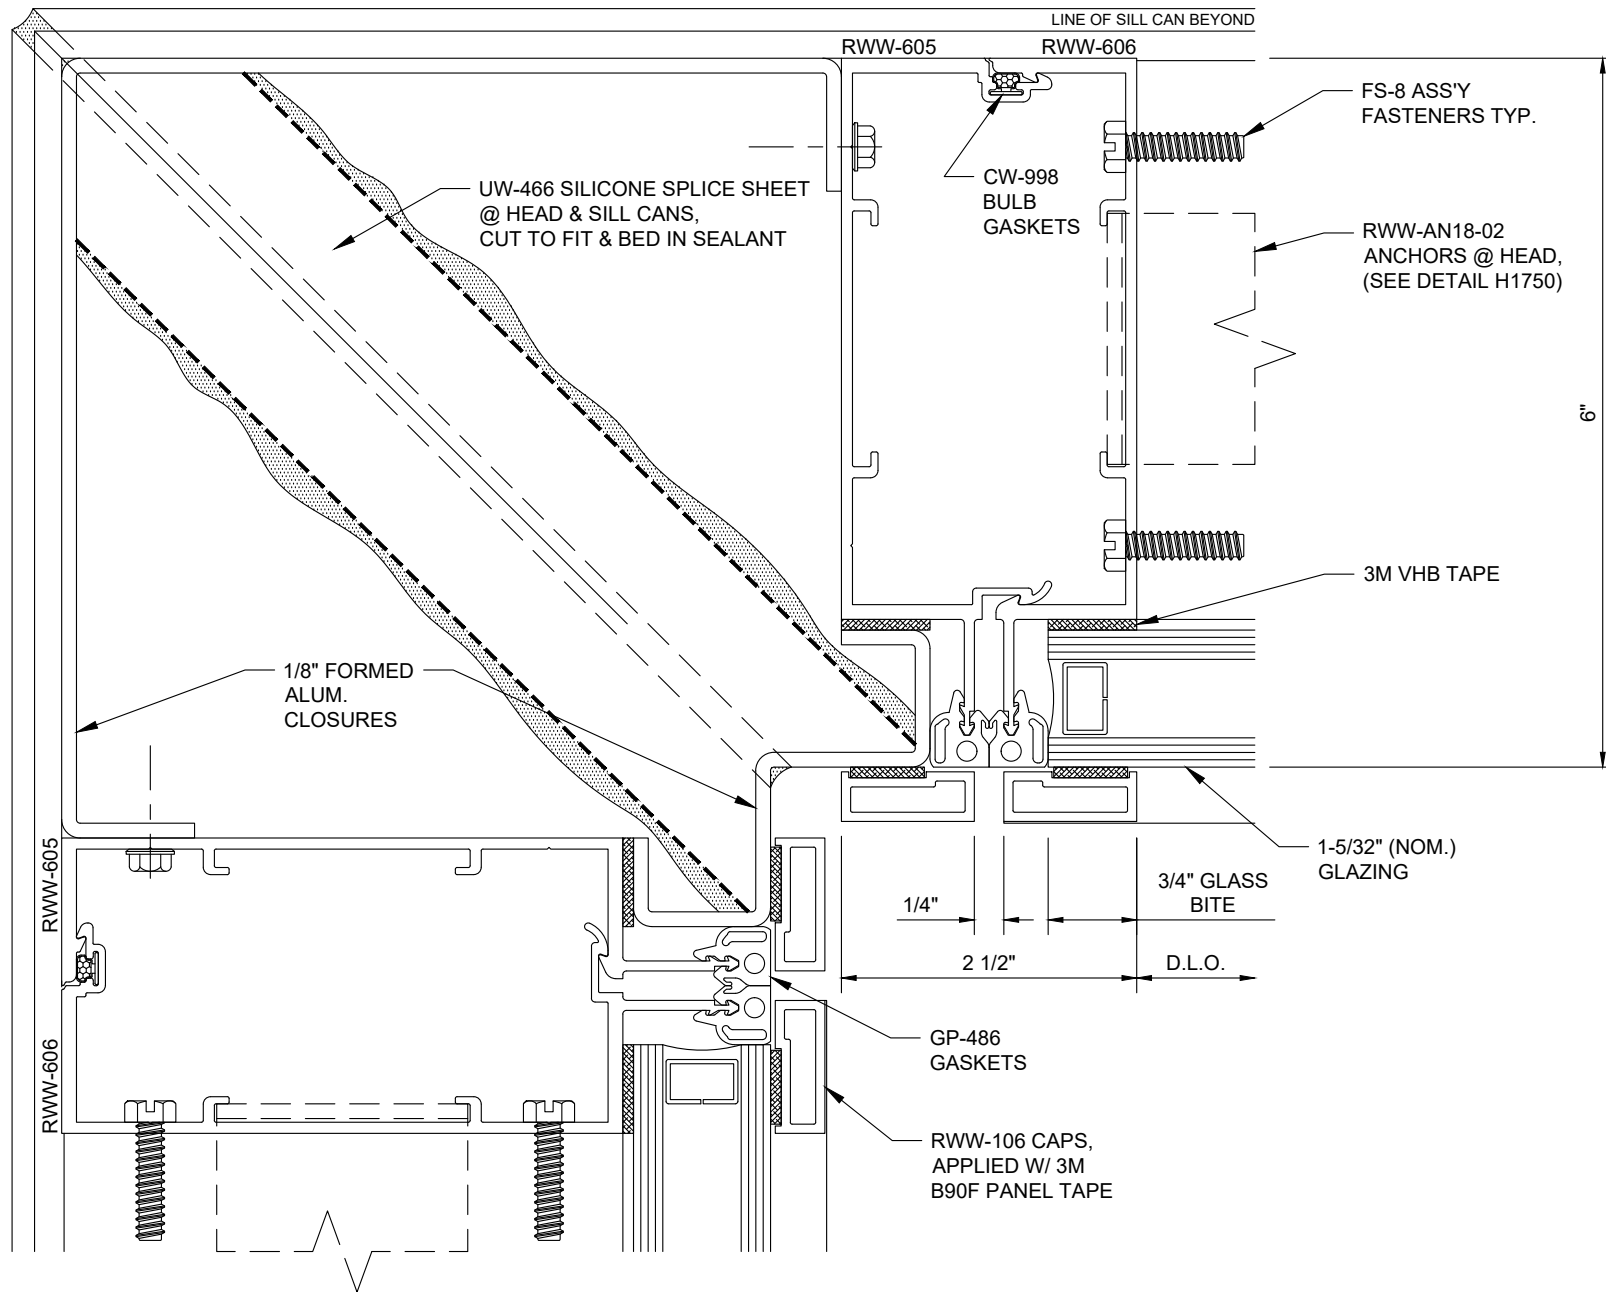 LINE OF SILL CAN BEYOND
RWW-605
RWW-606
FS-8 ASS'Y
FASTENERS TYP.
UW-466 SILICONE SPLICE SHEET
@ HEAD & SILL CANS,
CUT TO FIT & BED IN SEALANT
CW-998
BULB
GASKETS
RWW-AN18-02
ANCHORS @ HEAD,
(SEE DETAIL H1750)
6"
3M VHB TAPE
1/8" FORMED
ALUM.
CLOSURES
1-5/32" (NOM.)
GLAZING
3/4" GLASS
BITE
1/4"
2 1/2"
D.L.O.
RWW-605
RWW-606
GP-486
GASKETS
RWW-106 CAPS,
APPLIED W/ 3M
B90F PANEL TAPE